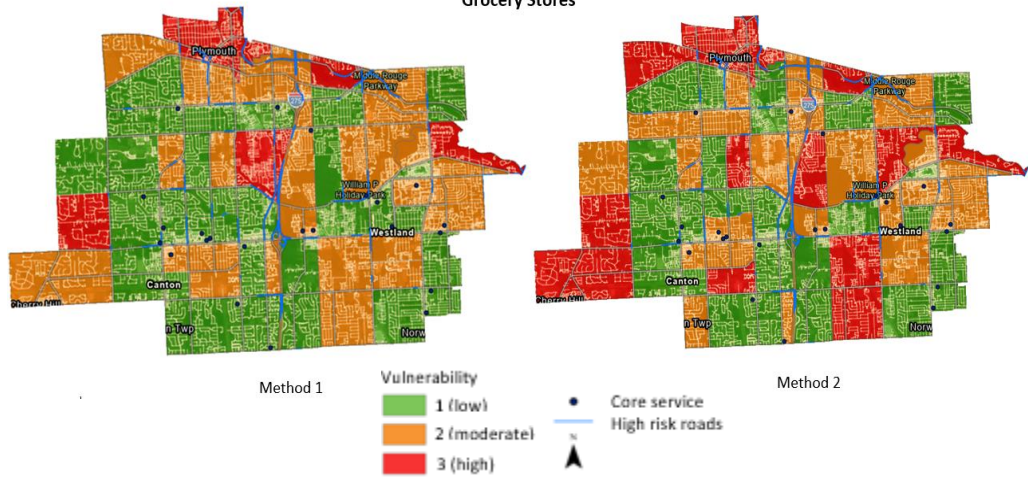 Grocery Stores
Plymouth
Middle Rouge
Parkway
275
William P
Holiday Park
Westland
Canton
Cherry Hill
n Twp
Norw
Plymouth
Middle Rouge
Parkway
William P
Holiday Park
Westland
Canton
Cherry Hill
n Twp
Norw
Method 1
Method 2
Vulnerability
1 (low)
2 (moderate)
3 (high)
Core service
High risk roads
N